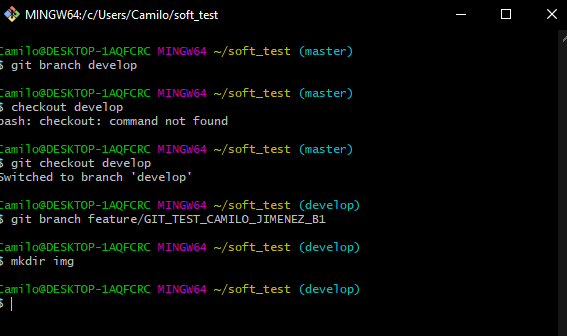 MINGW64:/c/Users/Camilo/soft_test
Camilo@DESKTOP-1AQFCRC MINGW64 ~/soft_test (master)
$ git branch develop
Camilo@DESKTOP-1AQFCRC MINGW64 ~/soft_test (master)
$ checkout develop
bash: checkout: command not found
Camilo@DESKTOP-1AQFCRC MINGW64 ~/soft_test (master)
$ git checkout develop
Switched to branch 'develop'
Camilo@DESKTOP-1AQFCRC MINGW64 ~/soft_test (develop)
$ git branch feature/GIT_TEST_CAMILO_JIMENEZ_B1
Camilo@DESKTOP-1AQFCRC MINGW64 ~/soft_test (develop)
$ mkdir img
Camilo@DESKTOP-1AQFCRC MINGW64 ~/soft_test (develop)
$